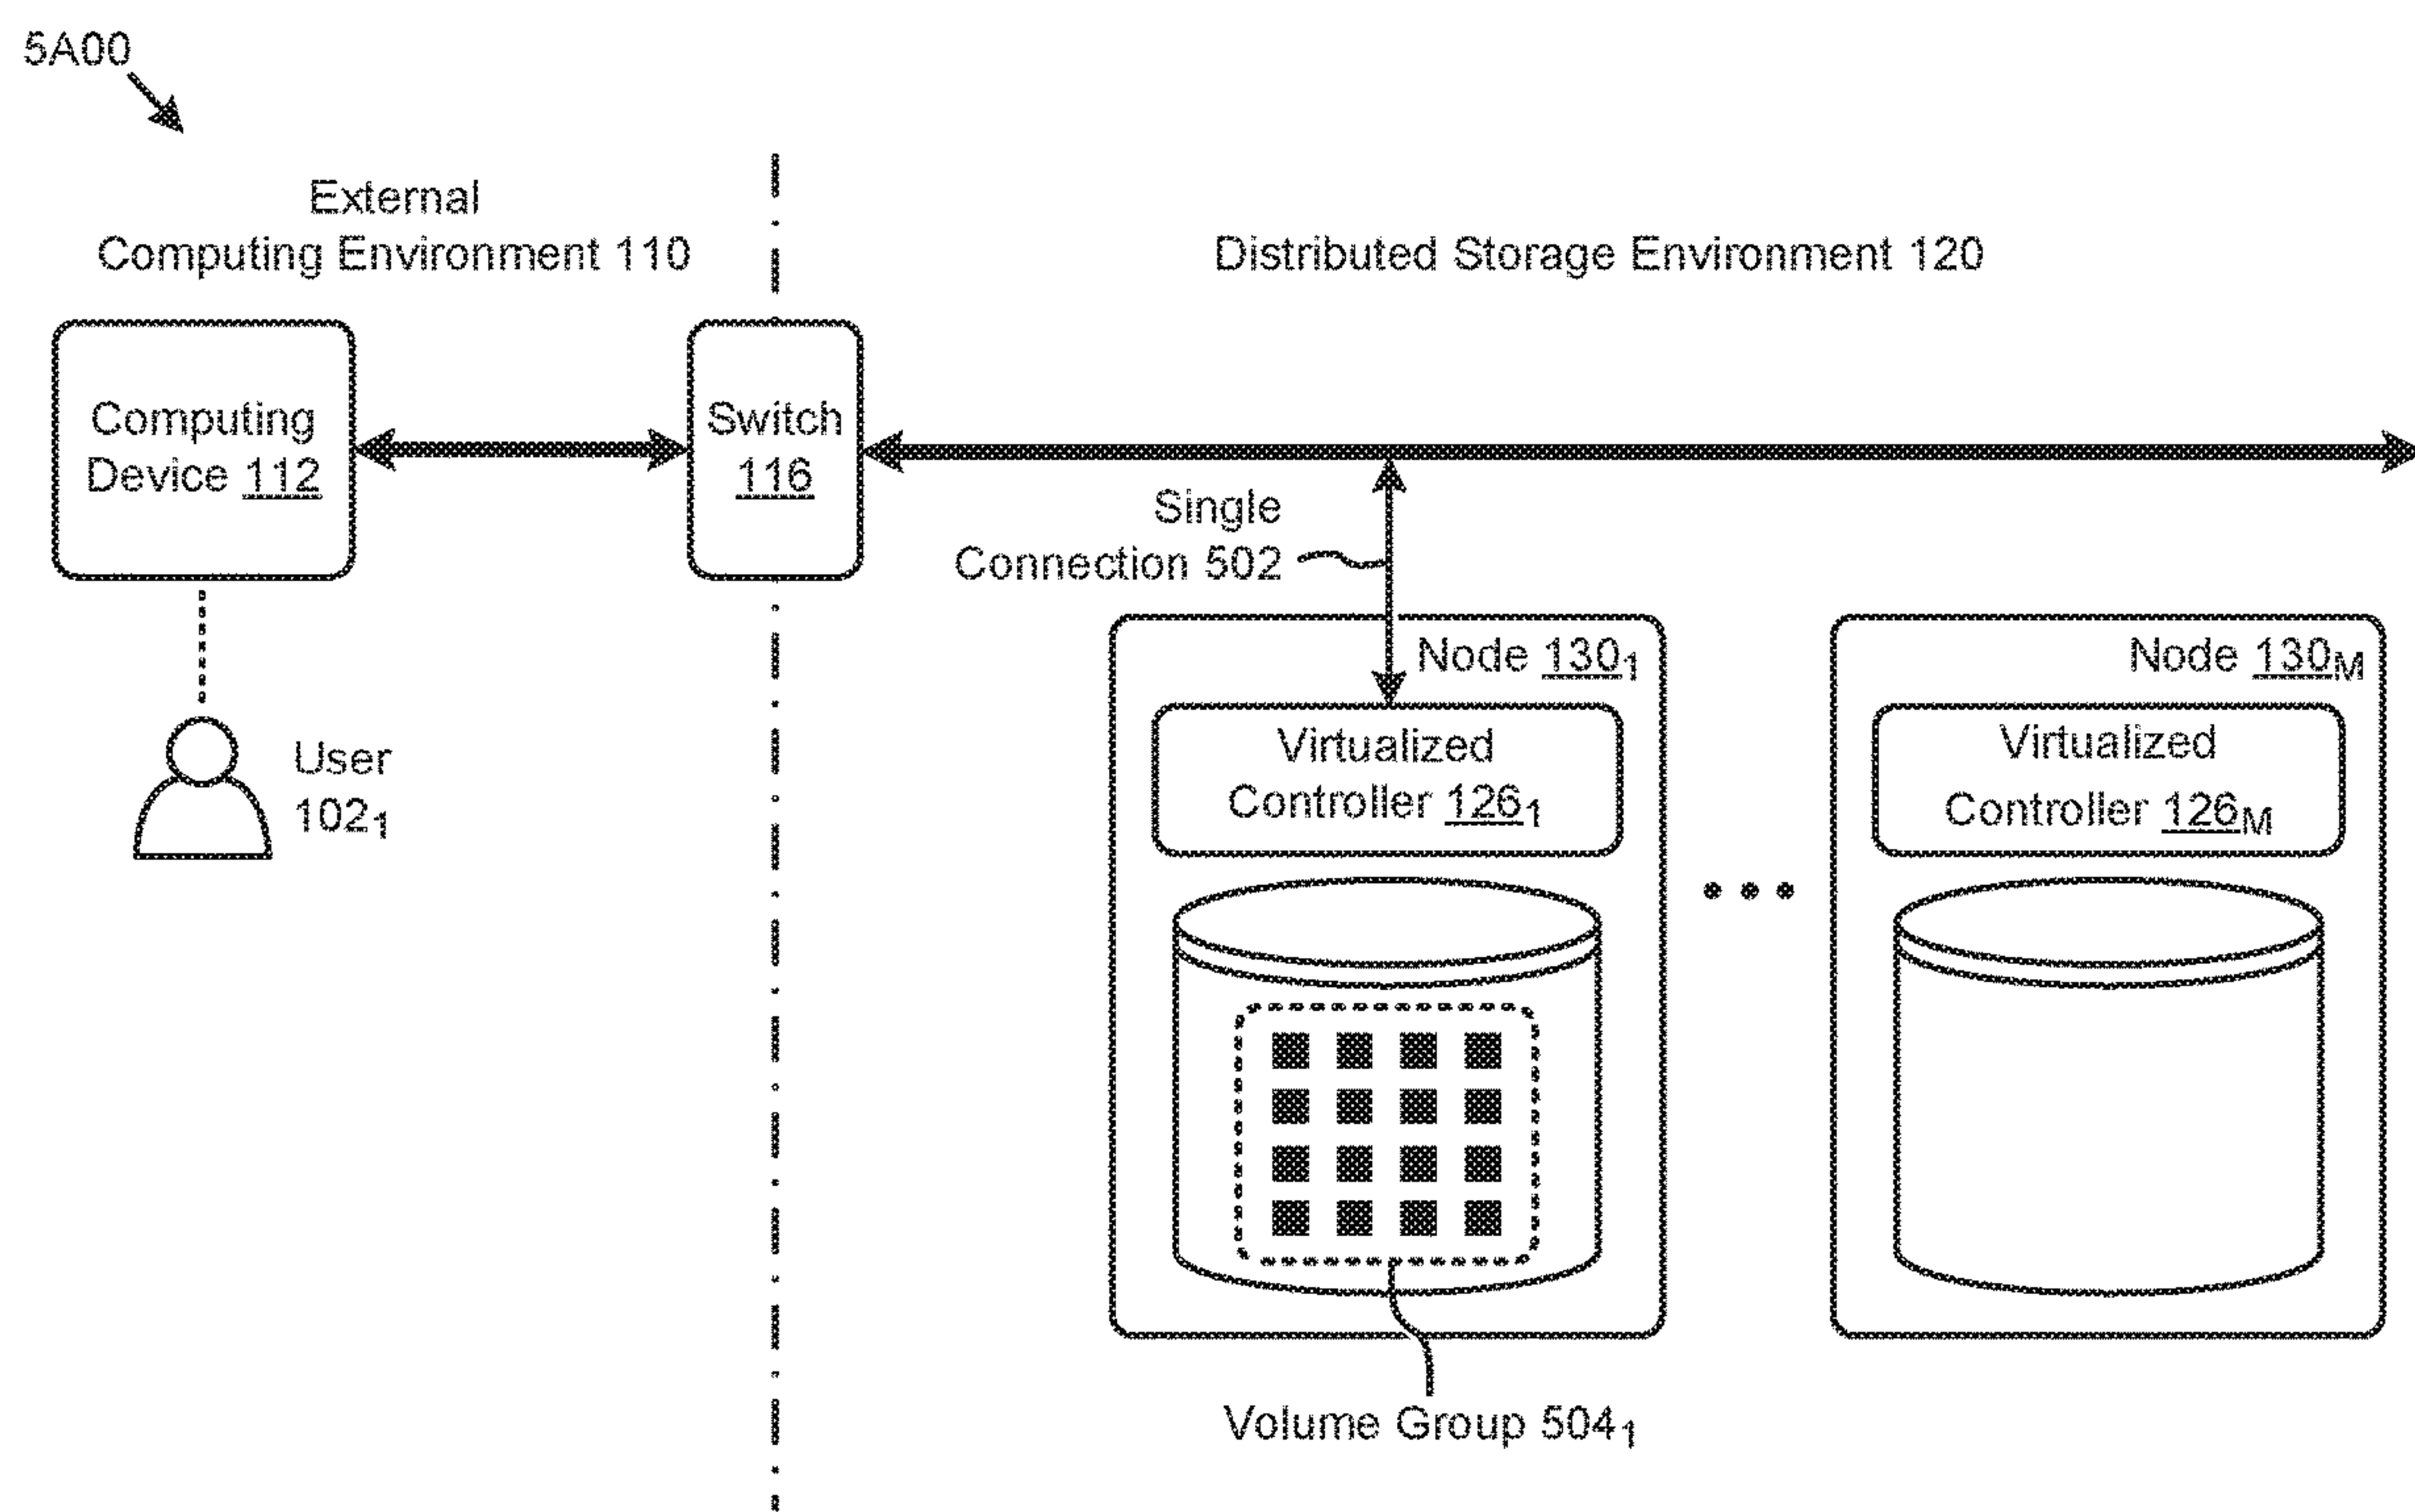 5A00
External
Computing Environment 110
Distributed Storage Environment 120
Computing
Device 112
Switch
116
Single
Connection 502
User
102₁
Node 130₁
Virtualized
Controller 126₁
Node 130M
Virtualized
Controller 126M
Volume Group 504₁